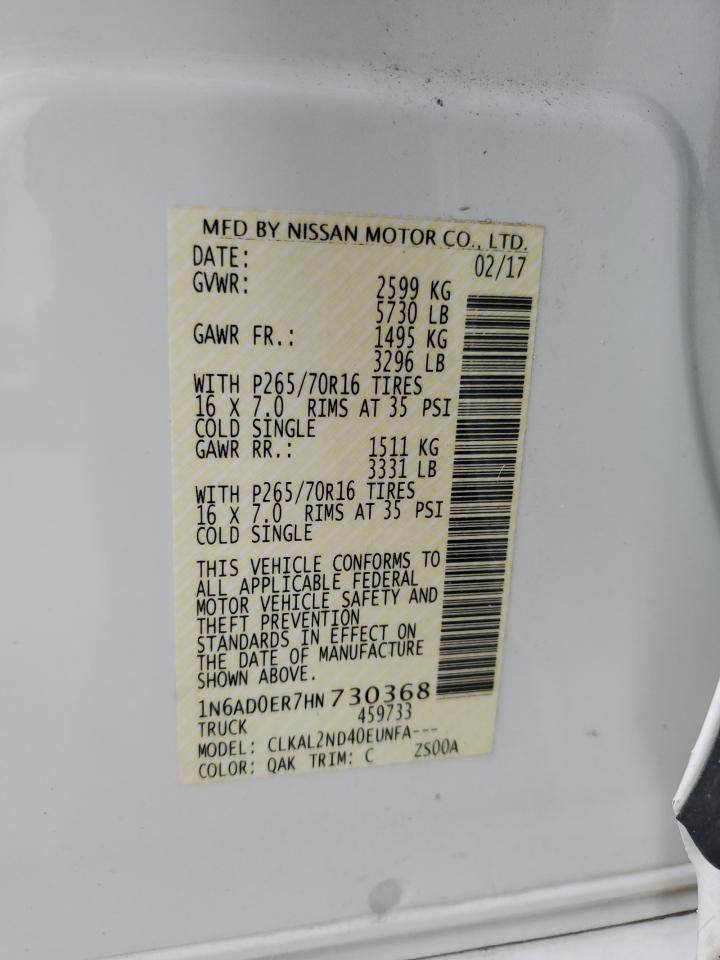 MFD BY NISSAN MOTOR CO., LTD.
DATE: 02/17
GVWR: 2599 KG
5730 LB
GAWR FR.: 1495 KG
3296 LB
WITH P265/70R16 TIRES
16 X 7.0 RIMS AT 35 PSI
COLD SINGLE
GAWR RR.: 1511 KG
3331 LB
WITH P265/70R16 TIRES
16 X 7.0 RIMS AT 35 PSI
COLD SINGLE
THIS VEHICLE CONFORMS TO
ALL APPLICABLE FEDERAL
MOTOR VEHICLE SAFETY AND
THEFT PREVENTION
STANDARDS IN EFFECT ON
THE DATE OF MANUFACTURE
SHOWN ABOVE.
1N6AD0ER7HN 730368
TRUCK 459733
MODEL: CLKAL2ND40EUNFA---
COLOR: QAK TRIM: C ZS00A